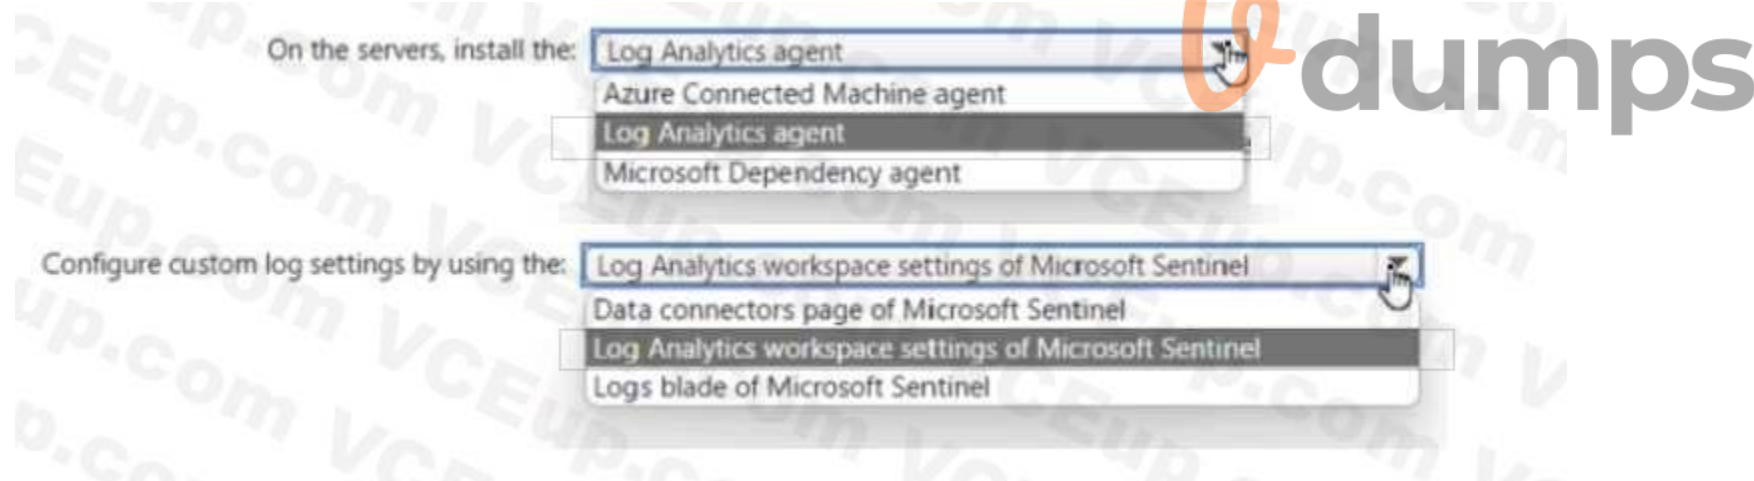 dumps
On the servers, install the: Log Analytics agent
Azure Connected Machine agent
Log Analytics agent
Microsoft Dependency agent
Configure custom log settings by using the: Log Analytics workspace settings of Microsoft Sentinel
Data connectors page of Microsoft Sentinel
Log Analytics workspace settings of Microsoft Sentinel
Logs blade of Microsoft Sentinel
VCEup.com